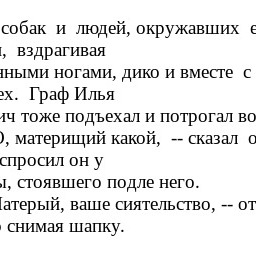 собак и людей, окружавших
, вздрагивая
ными ногами, дико и вместе с
ех. Граф Илья
ич тоже подъехал и потрогал во
О, материщий какой, -- сказал о
спросил он у
ы, стоявшего подле него.
Матерый, ваше сиятельство, -- от
снимая шапку.